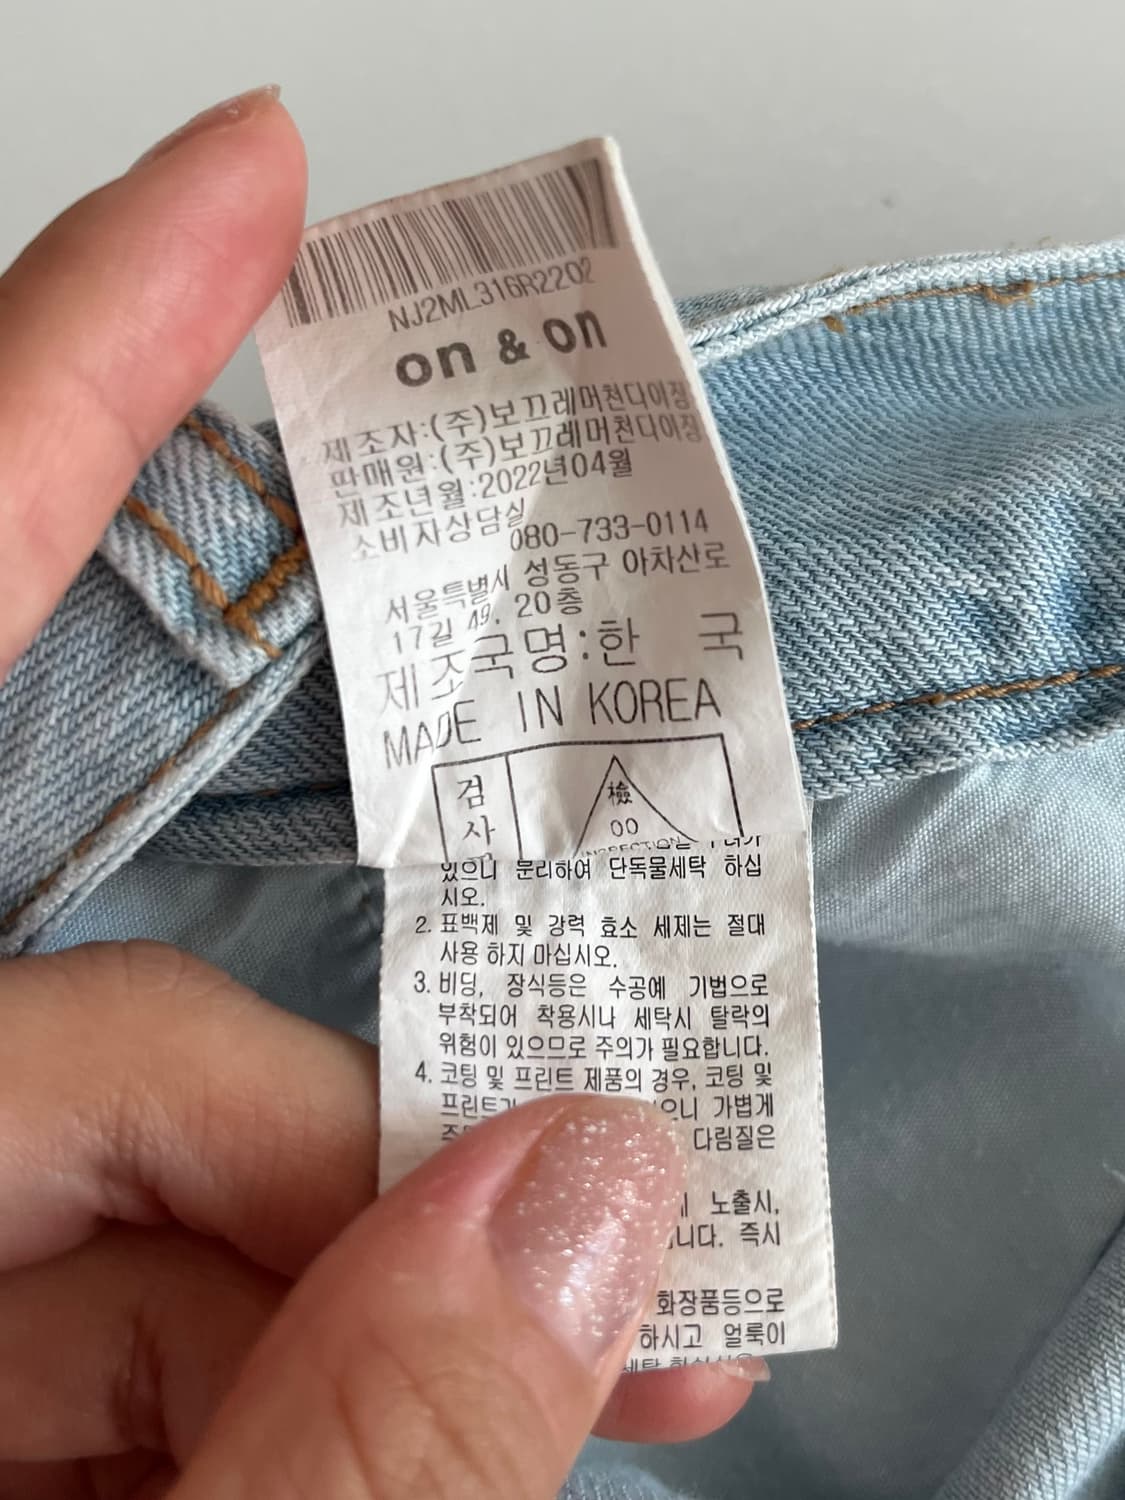 NJ2ML316R2202
on & on
제조자:(주)보끄레머천다이징
판매원:(주)보끄레머천다이징
제조년월:2022년04월
소비자상담실
080-733-0114
서울특별시 성동구 아차산로
17길 49, 20층
제조국명:한 국
MADE IN KOREA
검
사
檢
00
INSPECTION
있으니 분리하여 단독물세탁 하십
시오.
2. 표백제 및 강력 효소 세제는 절대
사용 하지 마십시오.
3. 비딩, 장식등은 수공예 기법으로
부착되어 착용시나 세탁시 탈락의
위험이 있으므로 주의가 필요합니다.
4. 코팅 및 프린트 제품의 경우, 코팅 및
프린트가 가볍게
다림질은
노출시,
니다. 즉시
화장품등으로
하시고 얼룩이